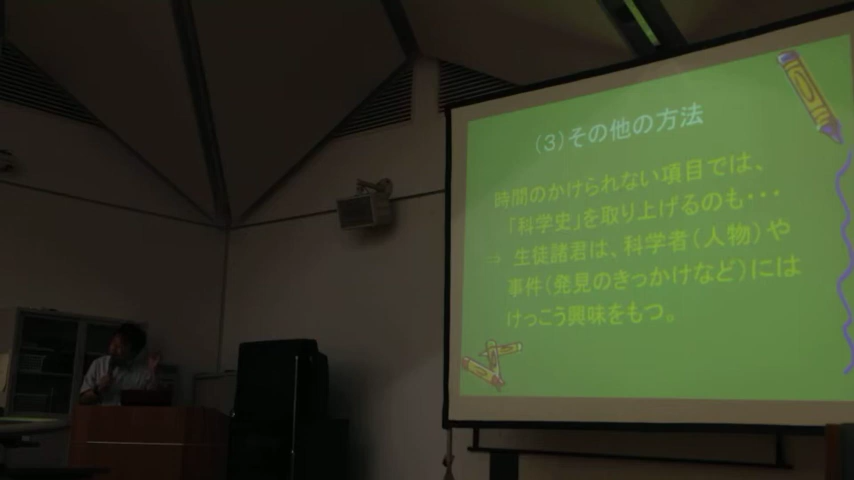 （3）その他の方法
時間のかけられない項目では、
「科学史」を取り上げるのも・・・
⇒ 生徒諸君は、科学者（人物）や
事件（発見のきっかけなど）には
けっこう興味をもつ。